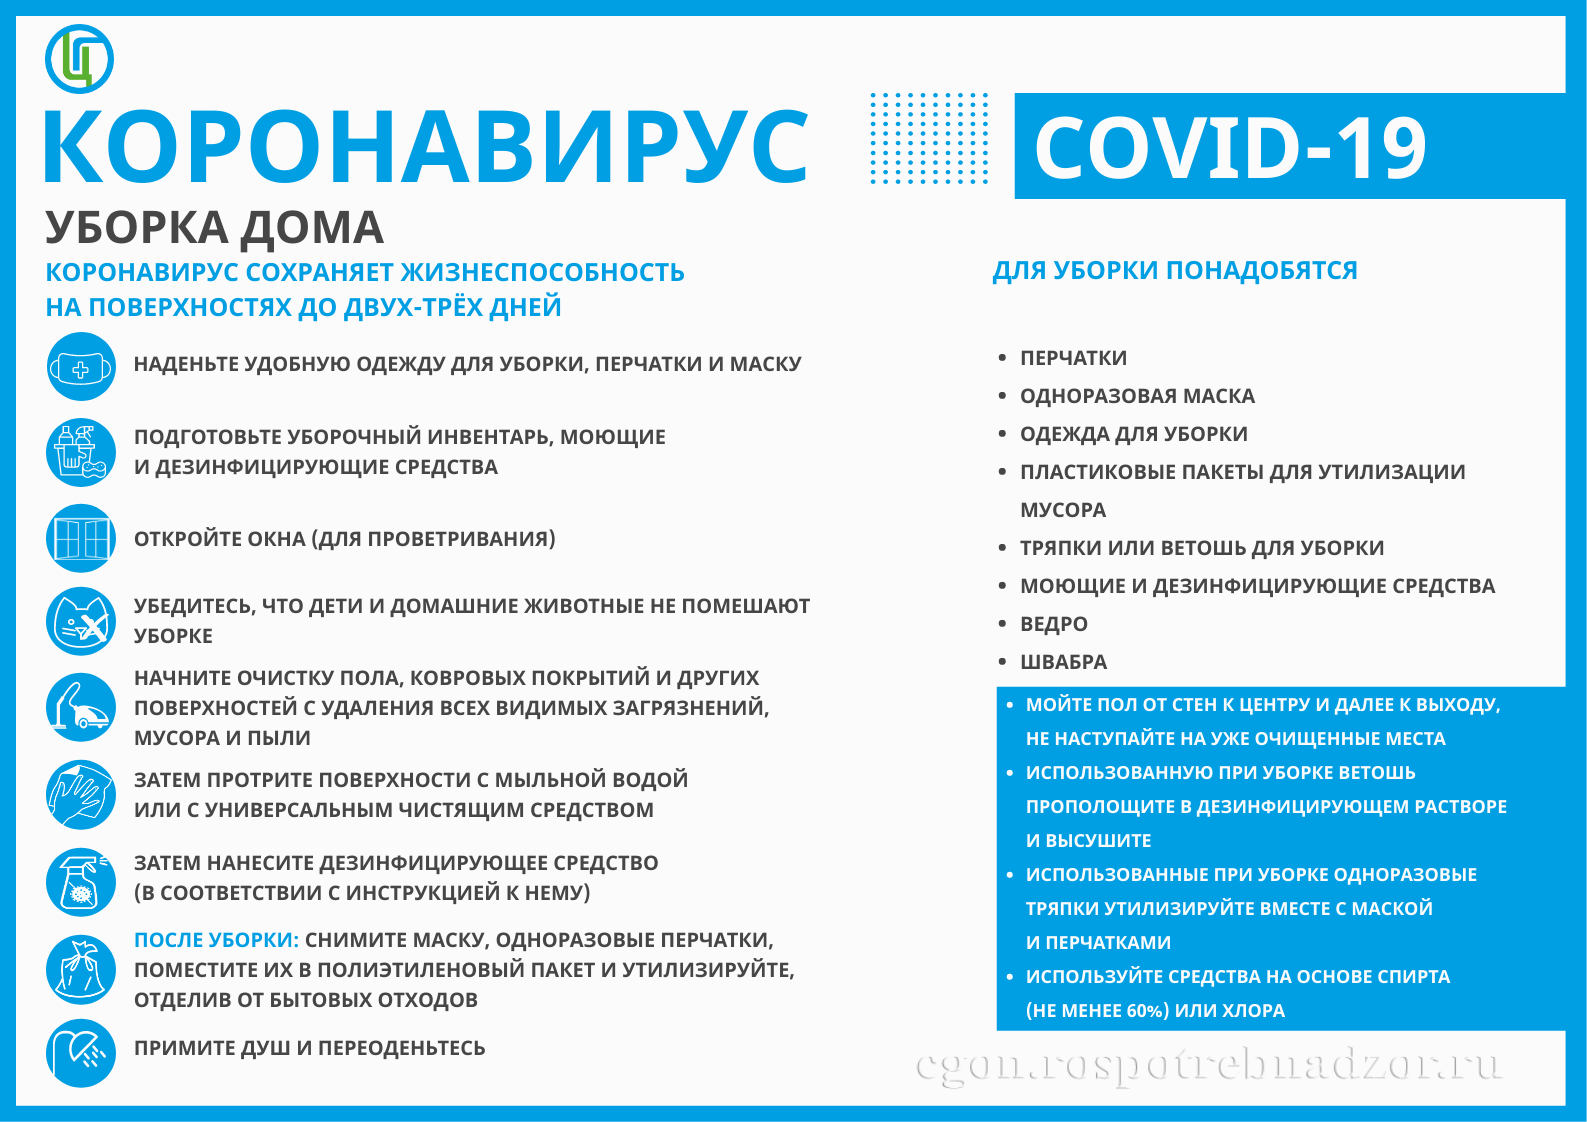 КОРОНАВИРУС
COVID-19
УБОРКА ДОМА
КОРОНАВИРУС СОХРАНЯЕТ ЖИЗНЕСПОСОБНОСТЬ
НА ПОВЕРХНОСТЯХ ДО ДВУХ-ТРЁХ ДНЕЙ
НАДЕНЬТЕ УДОБНУЮ ОДЕЖДУ ДЛЯ УБОРКИ, ПЕРЧАТКИ И МАСКУ
ПОДГОТОВЬТЕ УБОРОЧНЫЙ ИНВЕНТАРЬ, МОЮЩИЕ
И ДЕЗИНФИЦИРУЮЩИЕ СРЕДСТВА
ОТКРОЙТЕ ОКНА (ДЛЯ ПРОВЕТРИВАНИЯ)
УБЕДИТЕСЬ, ЧТО ДЕТИ И ДОМАШНИЕ ЖИВОТНЫЕ НЕ ПОМЕШАЮТ
УБОРКЕ
НАЧНИТЕ ОЧИСТКУ ПОЛА, КОВРОВЫХ ПОКРЫТИЙ И ДРУГИХ
ПОВЕРХНОСТЕЙ С УДАЛЕНИЯ ВСЕХ ВИДИМЫХ ЗАГРЯЗНЕНИЙ,
МУСОРА И ПЫЛИ
ЗАТЕМ ПРОТРИТЕ ПОВЕРХНОСТИ С МЫЛЬНОЙ ВОДОЙ
ИЛИ С УНИВЕРСАЛЬНЫМ ЧИСТЯЩИМ СРЕДСТВОМ
ЗАТЕМ НАНЕСИТЕ ДЕЗИНФИЦИРУЮЩЕЕ СРЕДСТВО
(В СООТВЕТСТВИИ С ИНСТРУКЦИЕЙ К НЕМУ)
ПОСЛЕ УБОРКИ: СНИМИТЕ МАСКУ, ОДНОРАЗОВЫЕ ПЕРЧАТКИ,
ПОМЕСТИТЕ ИХ В ПОЛИЭТИЛЕНОВЫЙ ПАКЕТ И УТИЛИЗИРУЙТЕ,
ОТДЕЛИВ ОТ БЫТОВЫХ ОТХОДОВ
ПРИМИТЕ ДУШ И ПЕРЕОДЕНЬТЕСЬ
ДЛЯ УБОРКИ ПОНАДОБЯТСЯ
• ПЕРЧАТКИ
• ОДНОРАЗОВАЯ МАСКА
• ОДЕЖДА ДЛЯ УБОРКИ
• ПЛАСТИКОВЫЕ ПАКЕТЫ ДЛЯ УТИЛИЗАЦИИ
МУСОРА
• ТРЯПКИ ИЛИ ВЕТОШЬ ДЛЯ УБОРКИ
• МОЮЩИЕ И ДЕЗИНФИЦИРУЮЩИЕ СРЕДСТВА
• ВЕДРО
• ШВАБРА
• МОЙТЕ ПОЛ ОТ СТЕН К ЦЕНТРУ И ДАЛЕЕ К ВЫХОДУ,
НЕ НАСТУПАЙТЕ НА УЖЕ ОЧИЩЕННЫЕ МЕСТА
• ИСПОЛЬЗОВАННУЮ ПРИ УБОРКЕ ВЕТОШЬ
ПРОПОЛОЩИТЕ В ДЕЗИНФИЦИРУЮЩЕМ РАСТВОРЕ
И ВЫСУШИТЕ
• ИСПОЛЬЗОВАННЫЕ ПРИ УБОРКЕ ОДНОРАЗОВЫЕ
ТРЯПКИ УТИЛИЗИРУЙТЕ ВМЕСТЕ С МАСКОЙ
И ПЕРЧАТКАМИ
• ИСПОЛЬЗУЙТЕ СРЕДСТВА НА ОСНОВЕ СПИРТА
(НЕ МЕНЕЕ 60%) ИЛИ ХЛОРА
cgon.rospotrebnadzor.ru